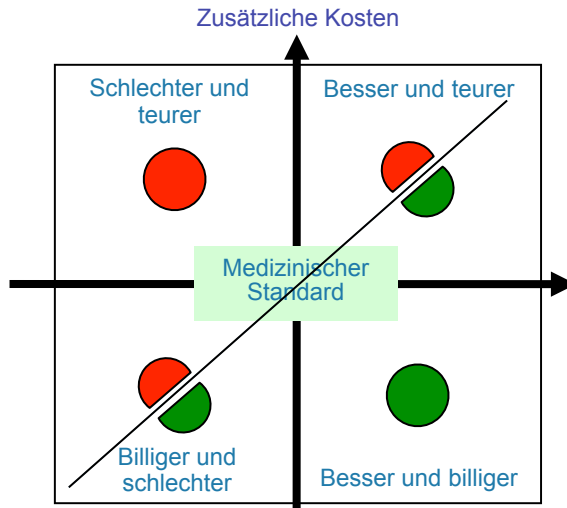 Zusätzliche Kosten
Schlechter und
teurer
Besser und teurer
Medizinischer
Standard
Billiger und
schlechter
Besser und billiger